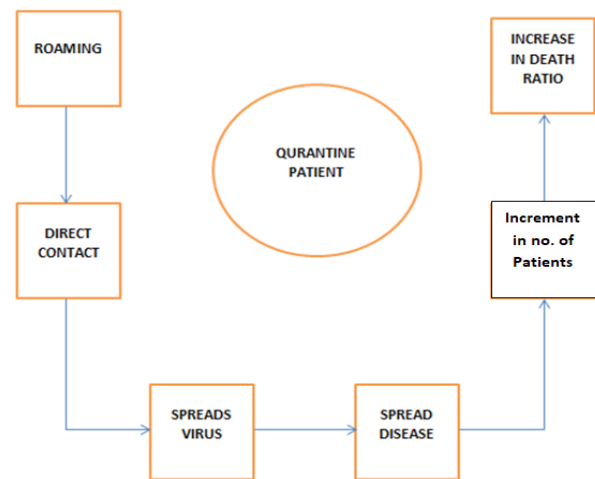 ROAMING
DIRECT
CONTACT
SPREADS
VIRUS
SPREAD
DISEASE
Increment
in no. of
Patients
INCREASE
IN DEATH
RATIO
QURANTINE
PATIENT